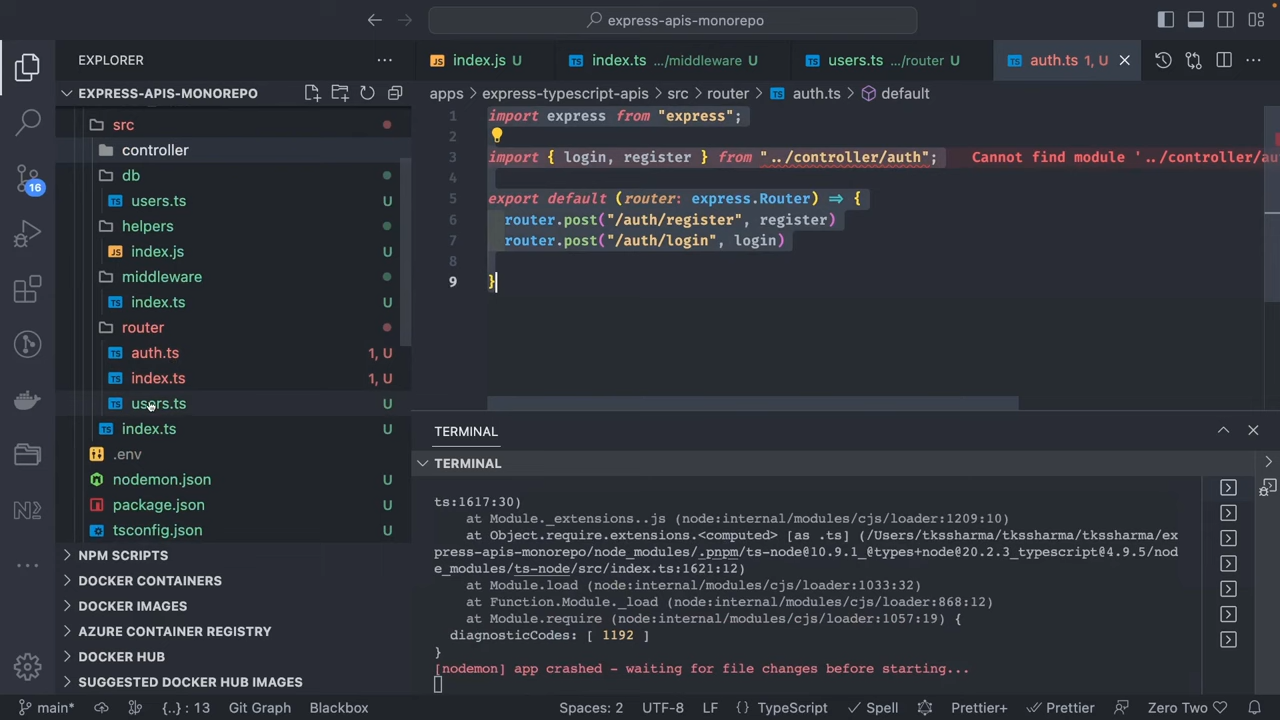 express-apis-monorepo
EXPLORER
index.js U
index.ts .../middleware U
users.ts .../router U
auth.ts 1, U
EXPRESS-APIS-MONOREPO
apps > express-typescript-apis > src > router > auth.ts > default
src
controller
db
users.ts U
helpers
index.js U
middleware
index.ts U
router
auth.ts 1, U
index.ts 1, U
users.ts U
index.ts U
.env
nodemon.json U
package.json U
tsconfig.json U
NPM SCRIPTS
DOCKER CONTAINERS
DOCKER IMAGES
AZURE CONTAINER REGISTRY
DOCKER HUB
SUGGESTED DOCKER HUB IMAGES
16
1 import express from "express";
2
3 import { login, register } from "../controller/auth"; Cannot find module '../controller/au
4
5 export default (router: express.Router) => {
6 router.post("/auth/register", register)
7 router.post("/auth/login", login)
8
9 }
TERMINAL
TERMINAL
ts:1617:30)
at Module._extensions..js (node:internal/modules/cjs/loader:1209:10)
at Object.require.extensions.<computed> [as .ts] (/Users/tkssharma/tkssharma/e
xpress-apis-monorepo/node_modules/.pnpm/ts-node@10.9.1_@types+node@20.2.3_typescript@4.9.5/nod
e_modules/ts-node/src/index.ts:1621:12)
at Module.load (node:internal/modules/cjs/loader:1033:32)
at Function.Module._load (node:internal/modules/cjs/loader:868:12)
at Module.require (node:internal/modules/cjs/loader:1057:19) {
diagnosticCodes: [ 1192 ]
}
[nodemon] app crashed - waiting for file changes before starting...
main* {..} : 13 Git Graph Blackbox Spaces: 2 UTF-8 LF {} TypeScript Spell Prettier+ Prettier Zero Two